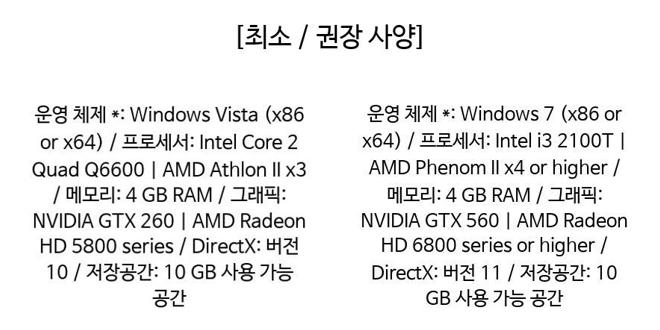 [최소 / 권장 사양]
운영 체제 *: Windows Vista (x86
or x64) / 프로세서: Intel Core 2
Quad Q6600 | AMD Athlon II x3
/ 메모리: 4 GB RAM / 그래픽:
NVIDIA GTX 260 | AMD Radeon
HD 5800 series / DirectX: 버전
10 / 저장공간: 10 GB 사용 가능
공간
운영 체제 *: Windows 7 (x86 or
x64) / 프로세서: Intel i3 2100T |
AMD Phenom II x4 or higher /
메모리: 4 GB RAM / 그래픽:
NVIDIA GTX 560 | AMD Radeon
HD 6800 series or higher /
DirectX: 버전 11 / 저장공간: 10
GB 사용 가능 공간